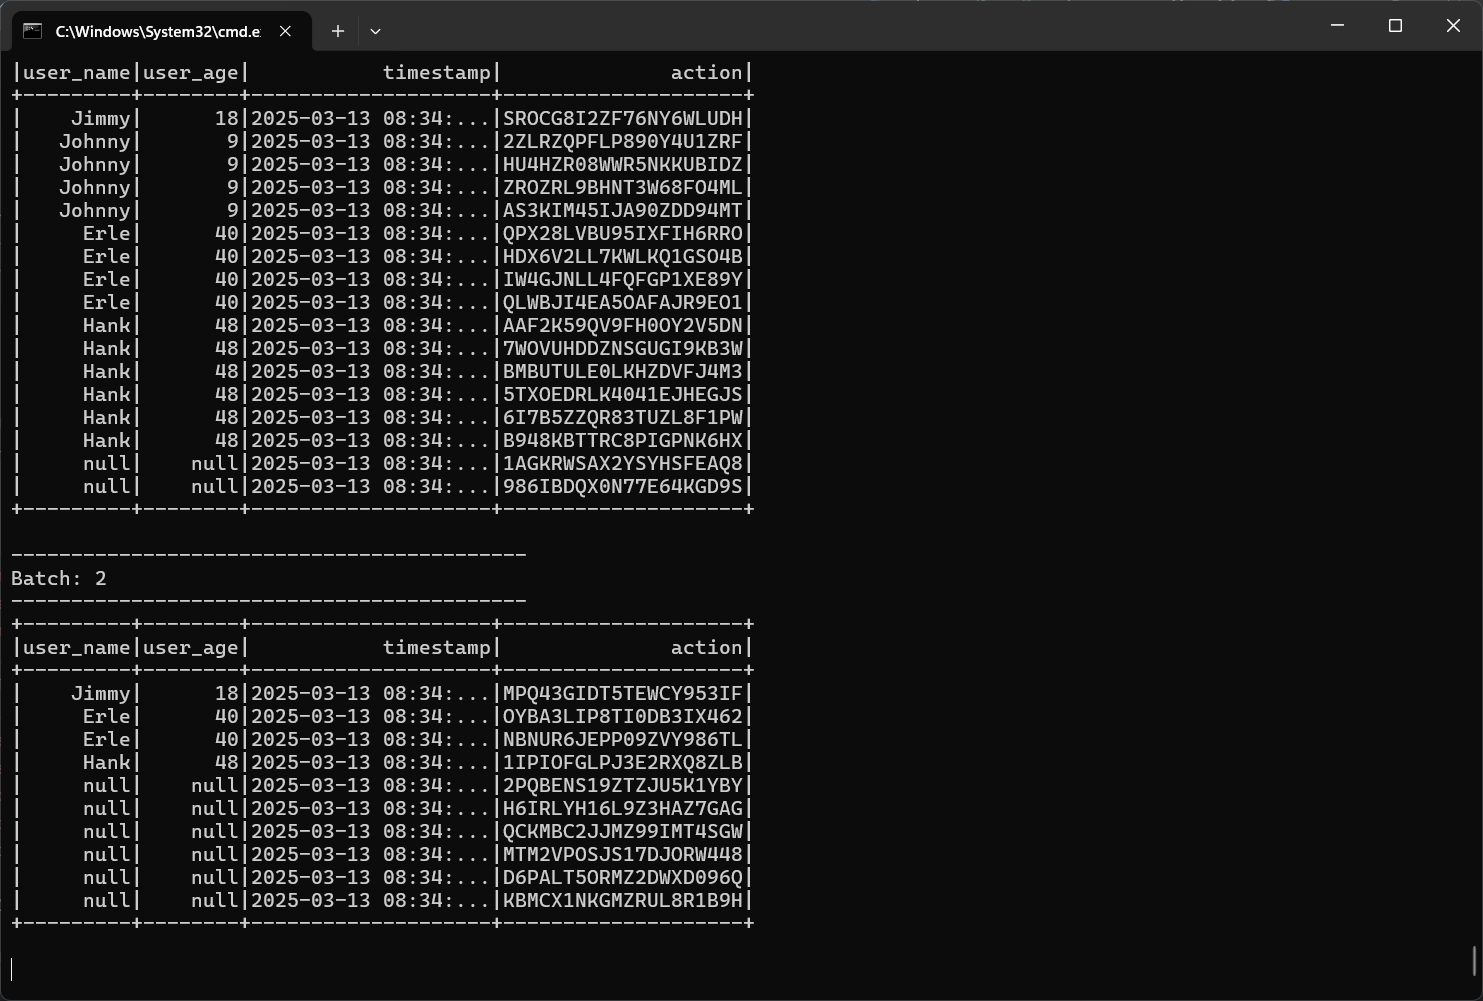 C:\Windows\System32\cmd.e
|user_name|user_age|           timestamp|              action|
+---------+--------+--------------------+--------------------+
|    Jimmy|      18|2025-03-13 08:34:...|SROCG8I2ZF76NY6WLUDH|
|   Johnny|       9|2025-03-13 08:34:...|2ZLRZQPFLP890Y4U1ZRF|
|   Johnny|       9|2025-03-13 08:34:...|HU4HZR08WWR5NKKUBIDZ|
|   Johnny|       9|2025-03-13 08:34:...|ZROZRL9BHNT3W68FO4ML|
|   Johnny|       9|2025-03-13 08:34:...|AS3KIM45IJA90ZDD94MT|
|     Erle|      40|2025-03-13 08:34:...|QPX28LVBU95IXFIH6RRO|
|     Erle|      40|2025-03-13 08:34:...|HDX6V2LL7KWLKQ1GSO4B|
|     Erle|      40|2025-03-13 08:34:...|IW4GJNLL4FQFGP1XE89Y|
|     Erle|      40|2025-03-13 08:34:...|QLWBJI4EA5OAFAJR9EO1|
|     Hank|      48|2025-03-13 08:34:...|AAF2K59QV9FH0OY2V5DN|
|     Hank|      48|2025-03-13 08:34:...|7WOVUHDDZNSGUGI9KB3W|
|     Hank|      48|2025-03-13 08:34:...|BMBUTULE0LKHZDVFJ4M3|
|     Hank|      48|2025-03-13 08:34:...|5TXOEDRLK4041EJHEGJS|
|     Hank|      48|2025-03-13 08:34:...|6I7B5ZZQR83TUZL8F1PW|
|     Hank|      48|2025-03-13 08:34:...|B948KBTTRC8PIGPNK6HX|
|     null|    null|2025-03-13 08:34:...|1AGKRWSAX2YSYHSFEAQ8|
|     null|    null|2025-03-13 08:34:...|986IBDQX0N77E64KGD9S|
+---------+--------+--------------------+--------------------+
-------------------------------------------
Batch: 2
-------------------------------------------
+---------+--------+--------------------+--------------------+
|user_name|user_age|           timestamp|              action|
+---------+--------+--------------------+--------------------+
|    Jimmy|      18|2025-03-13 08:34:...|MPQ43GIDT5TEWCY953IF|
|     Erle|      40|2025-03-13 08:34:...|OYBA3LIP8TI0DB3IX462|
|     Erle|      40|2025-03-13 08:34:...|NBNUR6JEPP09ZVY986TL|
|     Hank|      48|2025-03-13 08:34:...|1IPIOFGLPJ3E2RXQ8ZLB|
|     null|    null|2025-03-13 08:34:...|2PQBENS19ZTZJU5K1YBY|
|     null|    null|2025-03-13 08:34:...|H6IRLYH16L9Z3HAZ7GAG|
|     null|    null|2025-03-13 08:34:...|QCKMBC2JJMZ99IMT4SGW|
|     null|    null|2025-03-13 08:34:...|MTM2VPOSJS17DJORW448|
|     null|    null|2025-03-13 08:34:...|D6PALT5ORMZ2DWXD096Q|
|     null|    null|2025-03-13 08:34:...|KBMCX1NKGMZRUL8R1B9H|
+---------+--------+--------------------+--------------------+